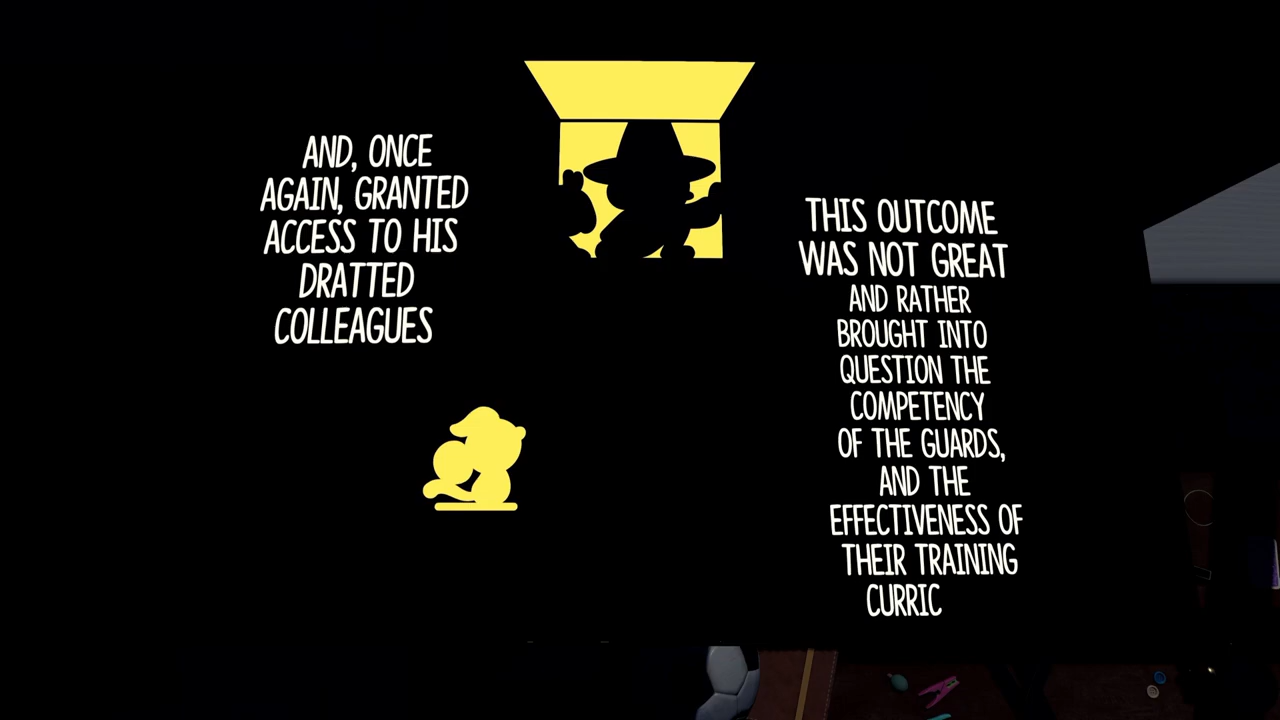 AND, ONCE
AGAIN, GRANTED
ACCESS TO HIS
DRATTED
COLLEAGUES
THIS OUTCOME
WAS NOT GREAT
AND RATHER
BROUGHT INTO
QUESTION THE
COMPETENCY
OF THE GUARDS,
AND THE
EFFECTIVENESS OF
THEIR TRAINING
CURRIC